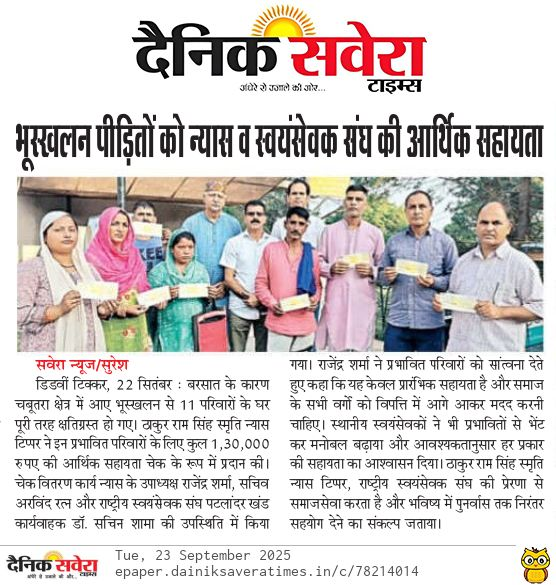 दैनिक सवेरा
टाइम्स
अंधेरे से उजाले की ओर...
भूस्खलन पीड़ितों को न्यास व स्वयंसेवक संघ की आर्थिक सहायता
सवेरा न्यूज/सुरेश
डिडवीं टिक्कर, 22 सितंबर : बरसात के कारण
चबूतरा क्षेत्र में आए भूस्खलन से 11 परिवारों के घर
पूरी तरह क्षतिग्रस्त हो गए। ठाकुर राम सिंह स्मृति न्यास
टिप्पर ने इन प्रभावित परिवारों के लिए कुल 1,30,000
रुपए की आर्थिक सहायता चेक के रूप में प्रदान की।
चेक वितरण कार्य न्यास के उपाध्यक्ष राजेंद्र शर्मा, सचिव
अरविंद रत्न और राष्ट्रीय स्वयंसेवक संघ पटलांदर खंड
कार्यवाहक डॉ. सचिन शामा की उपस्थिति में किया
गया। राजेंद्र शर्मा ने प्रभावित परिवारों को सांत्वना देते
हुए कहा कि यह केवल प्रारंभिक सहायता है और समाज
के सभी वर्गों को विपत्ति में आगे आकर मदद करनी
चाहिए। स्थानीय स्वयंसेवकों ने भी प्रभावितों से भेंट
कर मनोबल बढ़ाया और आवश्यकतानुसार हर प्रकार
की सहायता का आश्वासन दिया। ठाकुर राम सिंह स्मृति
न्यास टिप्पर, राष्ट्रीय स्वयंसेवक संघ की प्रेरणा से
समाजसेवा करता है और भविष्य में पुनर्वास तक निरंतर
सहयोग देने का संकल्प जताया।
दैनिक सवेरा
टाइम्स
अंधेरे से उजाले की ओर...
Tue, 23 September 2025
epaper.dainiksaveratimes.in/c/78214014